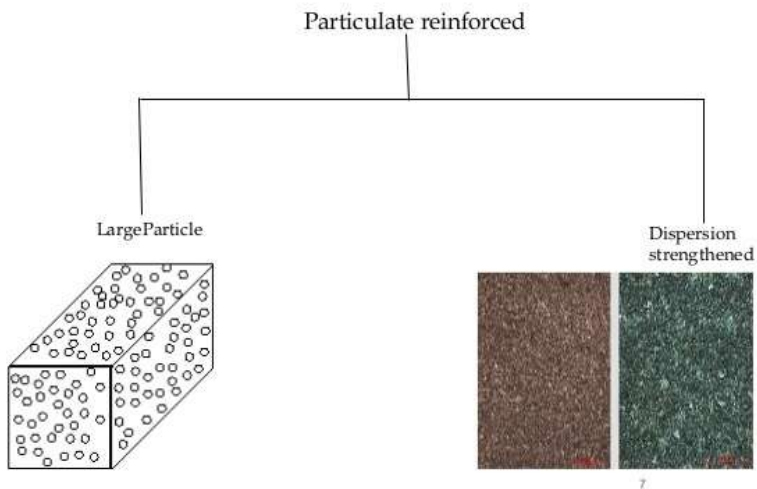 Particulate reinforced
LargeParticle
Dispersion
strengthened
7